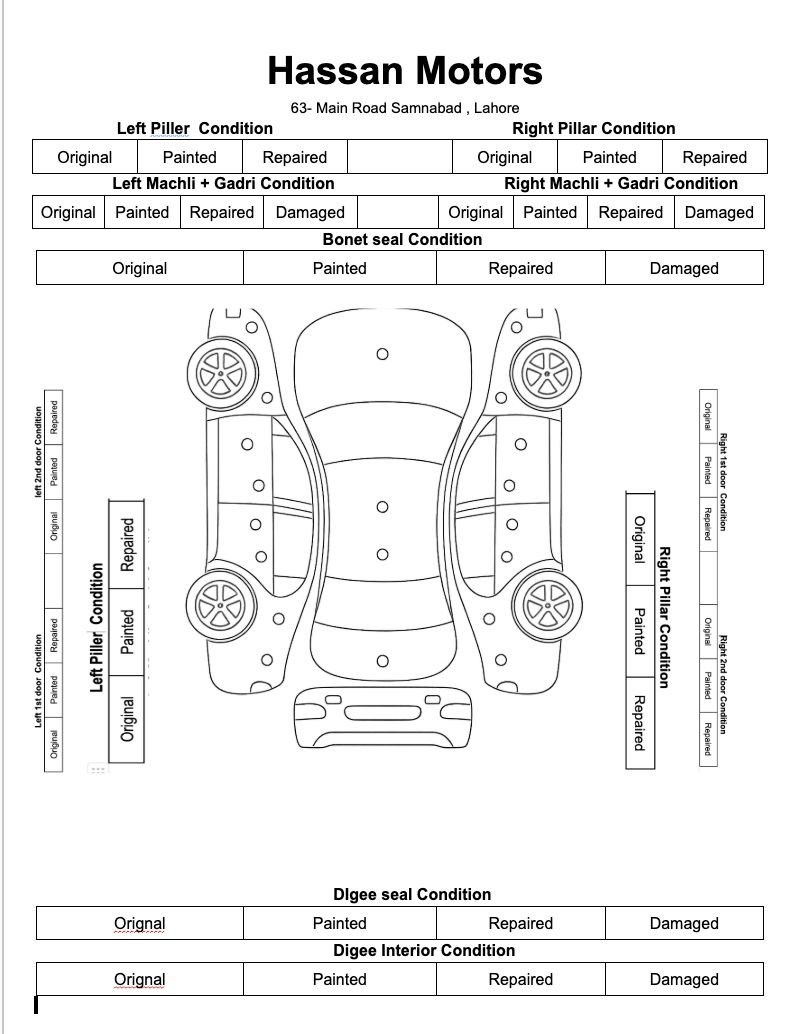 Hassan Motors
63- Main Road Samnabad , Lahore
Left Piller Condition Right Pillar Condition
Original Painted Repaired Original Painted Repaired
Left Machli + Gadri Condition Right Machli + Gadri Condition
Original Painted Repaired Damaged Original Painted Repaired Damaged
Bonet seal Condition
Original Painted Repaired Damaged
left 2nd door Condition
Repaired
Painted
Original
Left 1st door Condition
Repaired
Painted
Original
Left Piller Condition
Repaired
Painted
Original
Right Pillar Condition
Original
Painted
Repaired
Right 1st door Condition
Original
Painted
Repaired
Right 2nd door Condition
Original
Painted
Repaired
DIgee seal Condition
Orignal Painted Repaired Damaged
Digee Interior Condition
Orignal Painted Repaired Damaged